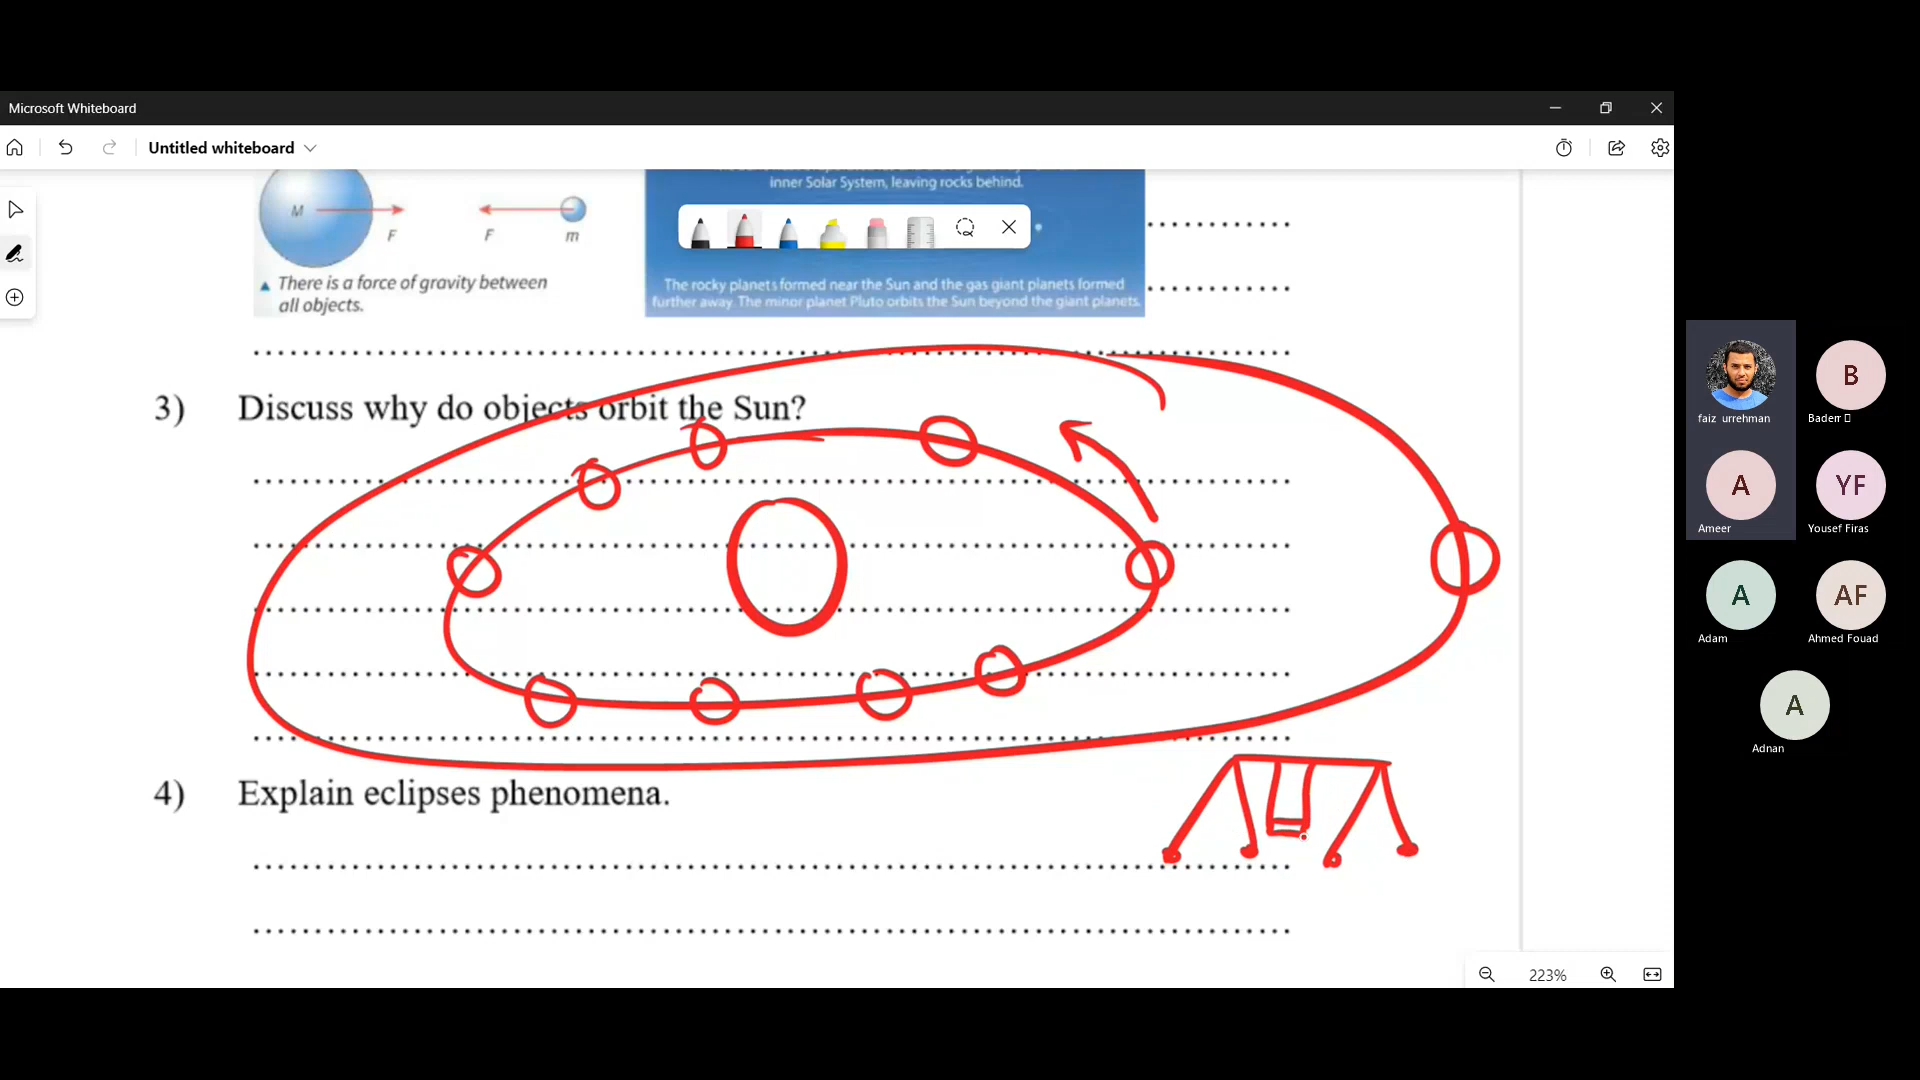 Microsoft Whiteboard
Untitled whiteboard
inner Solar System, leaving rocks behind.
M
F
F
m
There is a force of gravity between
all objects.
The rocky planets formed near the Sun and the gas giant planets formed
further away. The minor planet Pluto orbits the Sun beyond the giant planets.
3) Discuss why do objects orbit the Sun?
4) Explain eclipses phenomena.
223%
faiz urrehman
B
Baderr
A
Ameer
YF
Yousef Firas
A
Adam
AF
Ahmed Fouad
A
Adnan